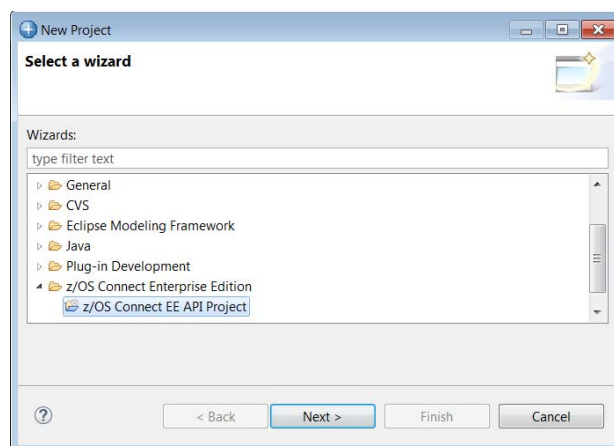 New Project
Select a wizard
Wizards:
type filter text
General
CVS
Eclipse Modeling Framework
Java
Plug-in Development
z/OS Connect Enterprise Edition
z/OS Connect EE API Project
?
< Back Next > Finish Cancel